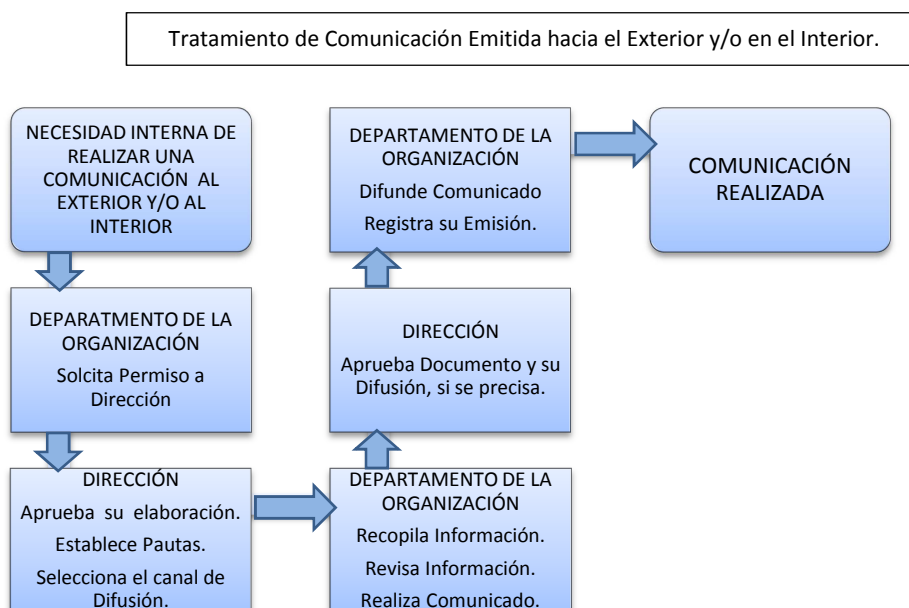 Tratamiento de Comunicación Emitida hacia el Exterior y/o en el Interior.
NECESIDAD INTERNA DE
REALIZAR UNA
COMUNICACIÓN AL
EXTERIOR Y/O AL
INTERIOR
DEPARATMENTO DE LA
ORGANIZACIÓN
Solcita Permiso a
Dirección
DIRECCIÓN
Aprueba su elaboración.
Establece Pautas.
Selecciona el canal de
Difusión.
DEPARTAMENTO DE LA
ORGANIZACIÓN
Recopila Información.
Revisa Información.
Realiza Comunicado.
DIRECCIÓN
Aprueba Documento y su
Difusión, si se precisa.
DEPARTAMENTO DE LA
ORGANIZACIÓN
Difunde Comunicado
Registra su Emisión.
COMUNICACIÓN
REALIZADA